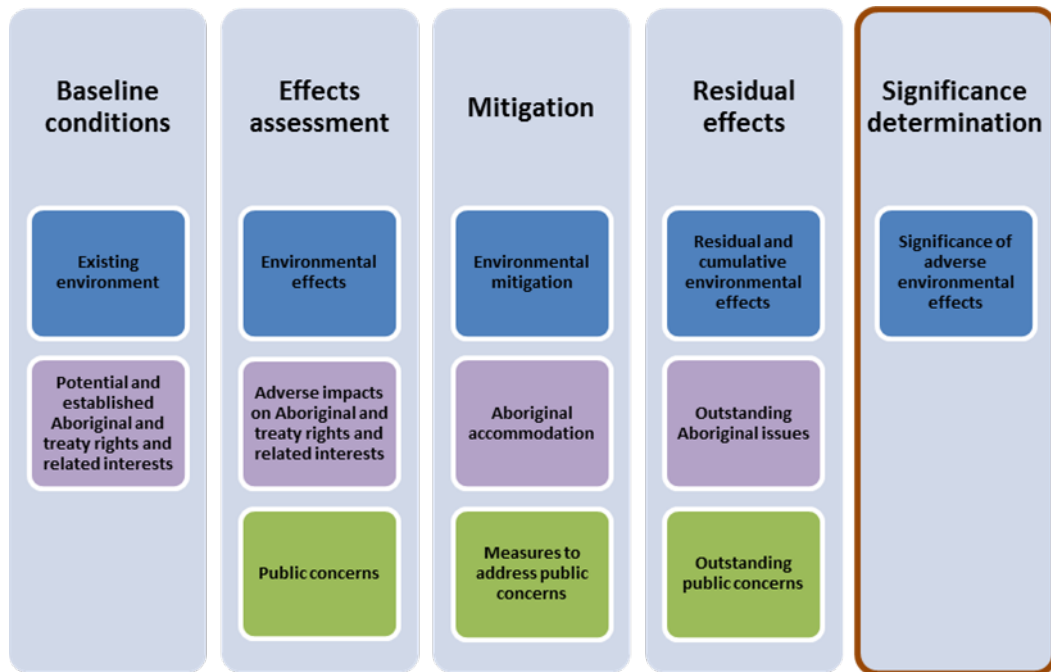 Baseline
conditions
Existing
environment
Potential and
established
Aboriginal and
treaty rights and
related interests
Effects
assessment
Environmental
effects
Adverse impacts
on Aboriginal and
treaty rights and
related interests
Public concerns
Mitigation
Environmental
mitigation
Aboriginal
accommodation
Measures to
address public
concerns
Residual
effects
Residual and
cumulative
environmental
effects
Outstanding
Aboriginal issues
Outstanding
public concerns
Significance
determination
Significance of
adverse
environmental
effects